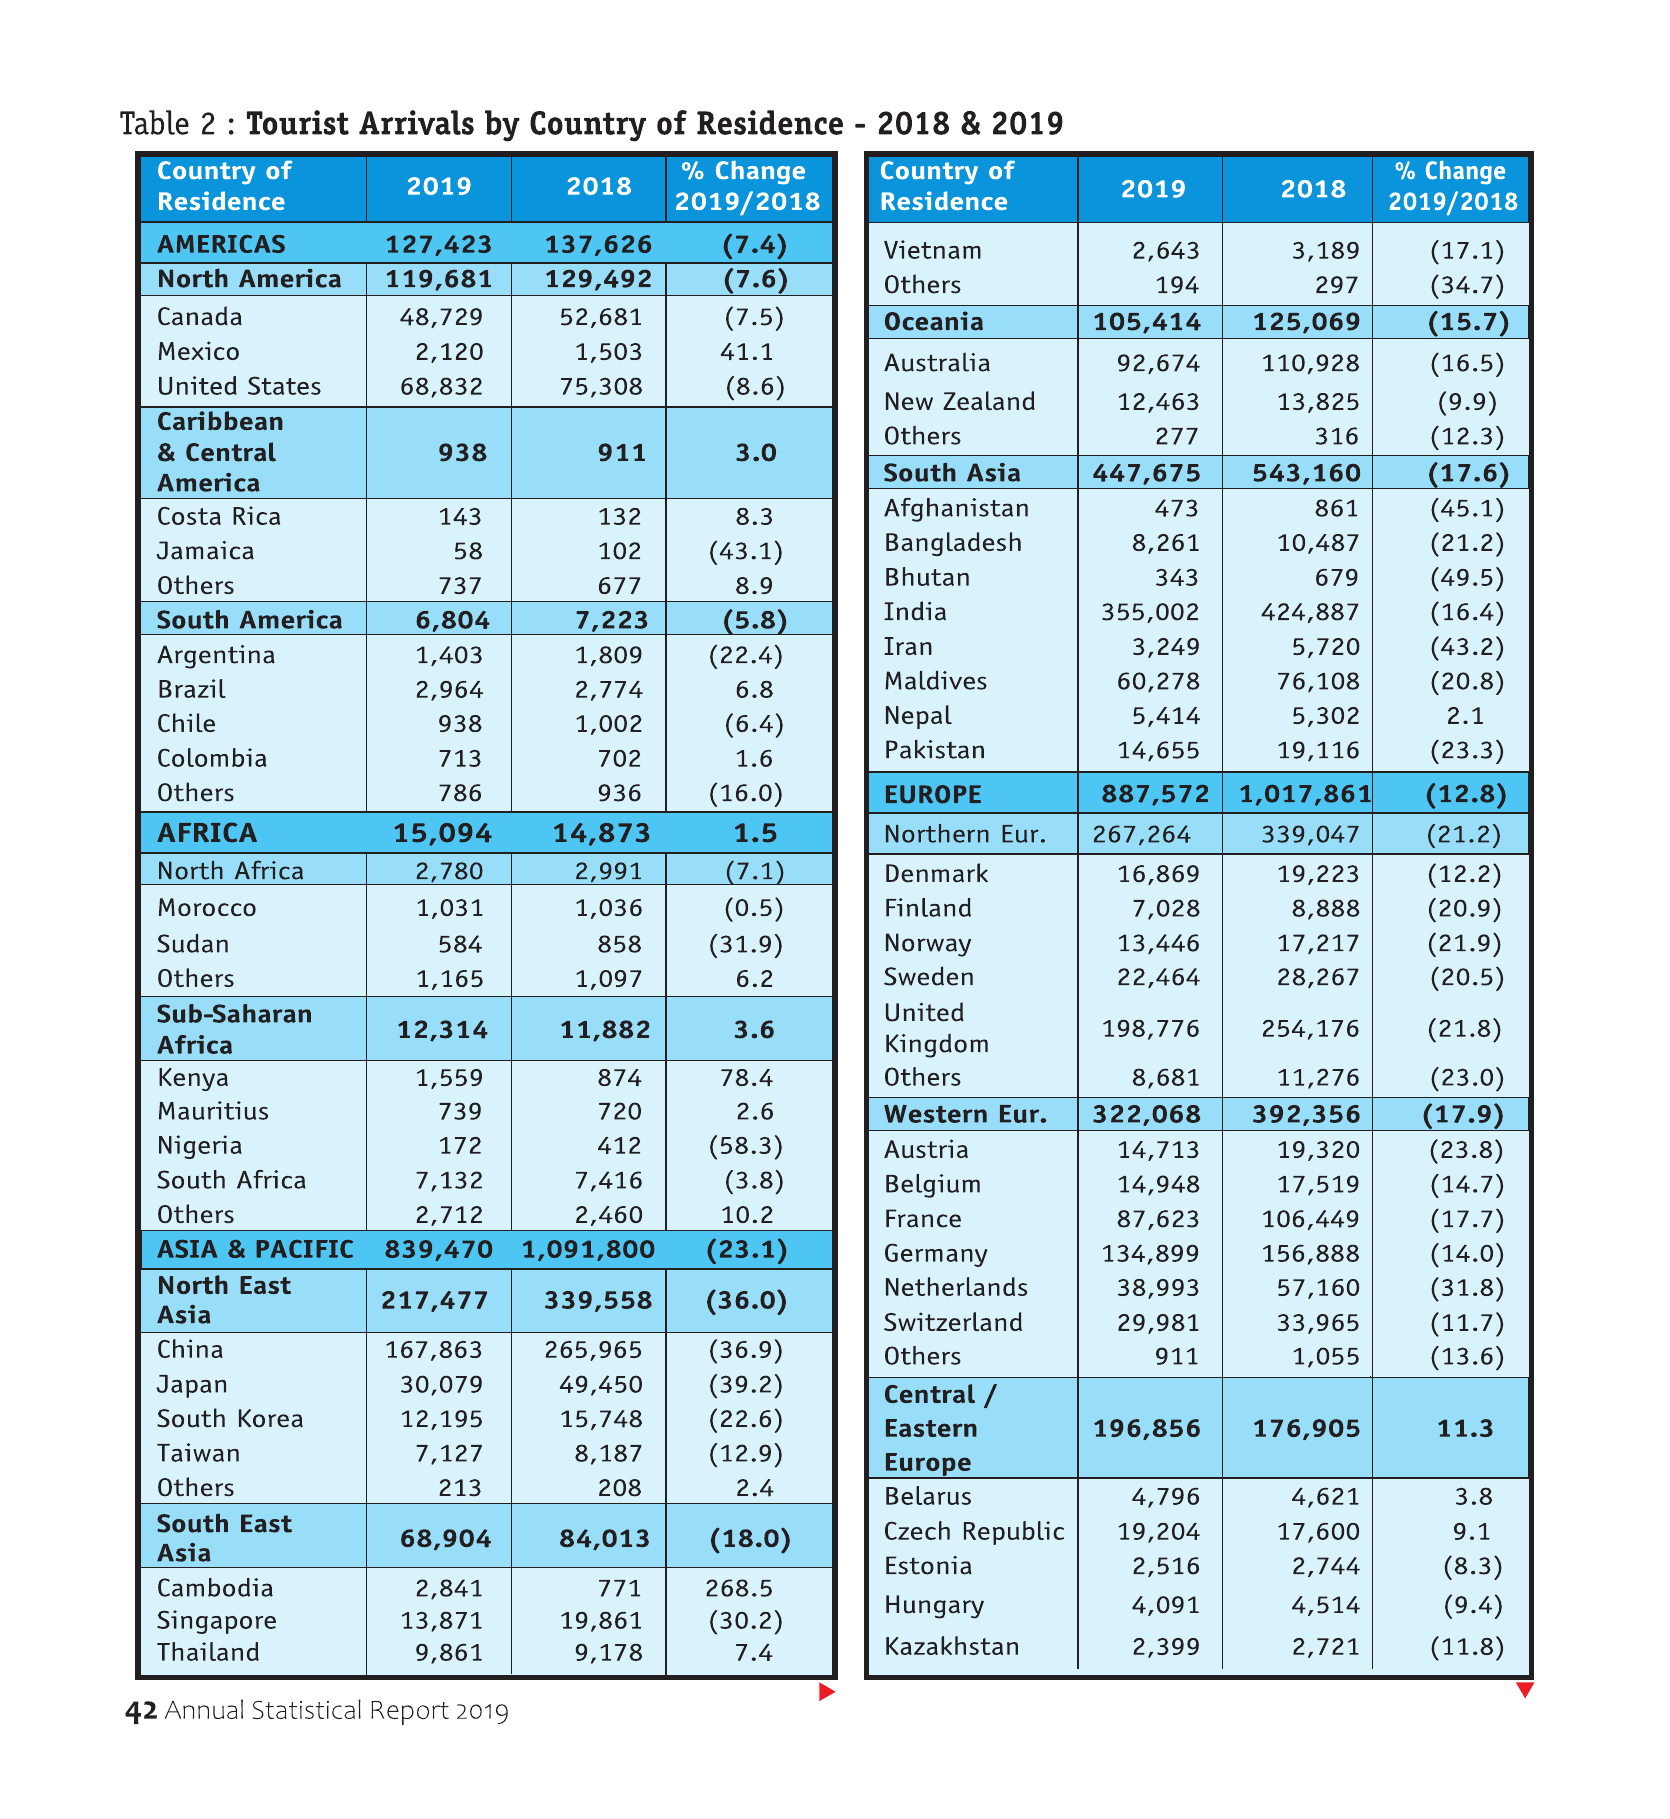 Table 2 : Tourist Arrivals by Country of Residence - 2018 & 2019
Country of
Residence 2019 2018 % Change
2019/2018
AMERICAS 127,423 137,626 (7.4)
North America 119,681 129,492 (7.6)
Canada 48,729 52,681 (7.5)
Mexico 2,120 1,503 41.1
United States 68,832 75,308 (8.6)
Caribbean
& Central 938 911 3.0
America
Costa Rica 143 132 8.3
Jamaica 58 102 (43.1)
Others 737 677 8.9
South America 6,804 7,223 (5.8)
Argentina 1,403 1,809 (22.4)
Brazil 2,964 2,774 6.8
Chile 938 1,002 (6.4)
Colombia 713 702 1.6
Others 786 936 (16.0)
AFRICA 15,094 14,873 1.5
North Africa 2,780 2,991 (7.1)
Morocco 1,031 1,036 (0.5)
Sudan 584 858 (31.9)
Others 1,165 1,097 6.2
Sub-Saharan
Africa 12,314 11,882 3.6
Kenya 1,559 874 78.4
Mauritius 739 720 2.6
Nigeria 172 412 (58.3)
South Africa 7,132 7,416 (3.8)
Others 2,712 2,460 10.2
ASIA & PACIFIC 839,470 1,091,800 (23.1)
North East
Asia 217,477 339,558 (36.0)
China 167,863 265,965 (36.9)
Japan 30,079 49,450 (39.2)
South Korea 12,195 15,748 (22.6)
Taiwan 7,127 8,187 (12.9)
Others 213 208 2.4
South East
Asia 68,904 84,013 (18.0)
Cambodia 2,841 771 268.5
Singapore 13,871 19,861 (30.2)
Thailand 9,861 9,178 7.4
Country of
Residence 2019 2018 % Change
2019/2018
Vietnam 2,643 3,189 (17.1)
Others 194 297 (34.7)
Oceania 105,414 125,069 (15.7)
Australia 92,674 110,928 (16.5)
New Zealand 12,463 13,825 (9.9)
Others 277 316 (12.3)
South Asia 447,675 543,160 (17.6)
Afghanistan 473 861 (45.1)
Bangladesh 8,261 10,487 (21.2)
Bhutan 343 679 (49.5)
India 355,002 424,887 (16.4)
Iran 3,249 5,720 (43.2)
Maldives 60,278 76,108 (20.8)
Nepal 5,414 5,302 2.1
Pakistan 14,655 19,116 (23.3)
EUROPE 887,572 1,017,861 (12.8)
Northern Eur. 267,264 339,047 (21.2)
Denmark 16,869 19,223 (12.2)
Finland 7,028 8,888 (20.9)
Norway 13,446 17,217 (21.9)
Sweden 22,464 28,267 (20.5)
United
Kingdom 198,776 254,176 (21.8)
Others 8,681 11,276 (23.0)
Western Eur. 322,068 392,356 (17.9)
Austria 14,713 19,320 (23.8)
Belgium 14,948 17,519 (14.7)
France 87,623 106,449 (17.7)
Germany 134,899 156,888 (14.0)
Netherlands 38,993 57,160 (31.8)
Switzerland 29,981 33,965 (11.7)
Others 911 1,055 (13.6)
Central /
Eastern 196,856 176,905 11.3
Europe
Belarus 4,796 4,621 3.8
Czech Republic 19,204 17,600 9.1
Estonia 2,516 2,744 (8.3)
Hungary 4,091 4,514 (9.4)
Kazakhstan 2,399 2,721 (11.8)
42 Annual Statistical Report 2019